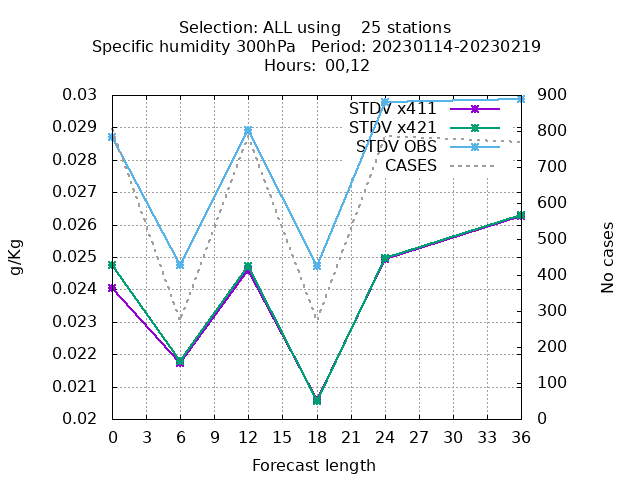 Selection: ALL using    25 stations
Specific humidity 300hPa   Period: 20230114-20230219
Hours: 00,12
0.03
0.029
0.028
0.027
0.026
0.025
0.024
0.023
0.022
0.021
0.02
g/Kg
STDV x411
STDV x421
STDV OBS
CASES
900
800
700
600
500
400
300
200
100
0
No cases
0 3 6 9 12 15 18 21 24 27 30 33 36
Forecast length